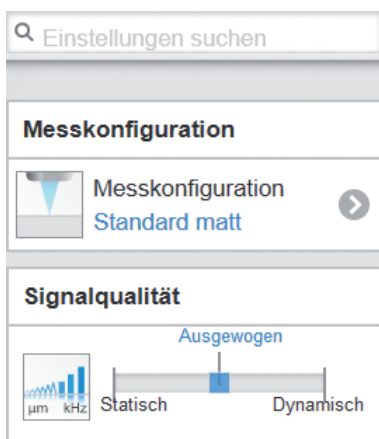 Einstellungen suchen
Messkonfiguration
Messkonfiguration
Standard matt
Signalqualität
Ausgewogen
µm kHz
Statisch Dynamisch